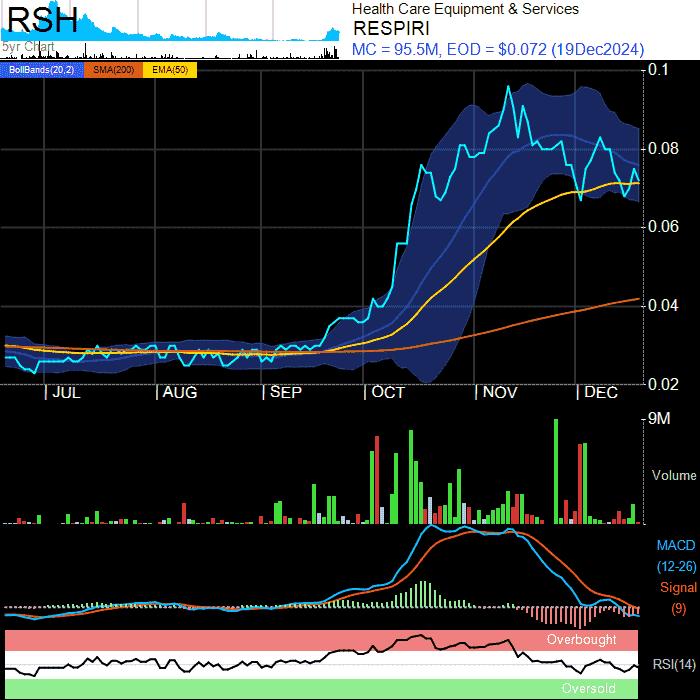 RSH
5yr Chart
Health Care Equipment & Services
RESPIRI
MC = 95.5M, EOD = $0.072 (19Dec2024)
BollBands(20,2) SMA(200) EMA(50)
0.1
0.08
0.06
0.04
0.02
| JUL | AUG | SEP | OCT | NOV | DEC
9M
Volume
MACD
(12-26)
Signal
(9)
Overbought
RSI(14)
Oversold